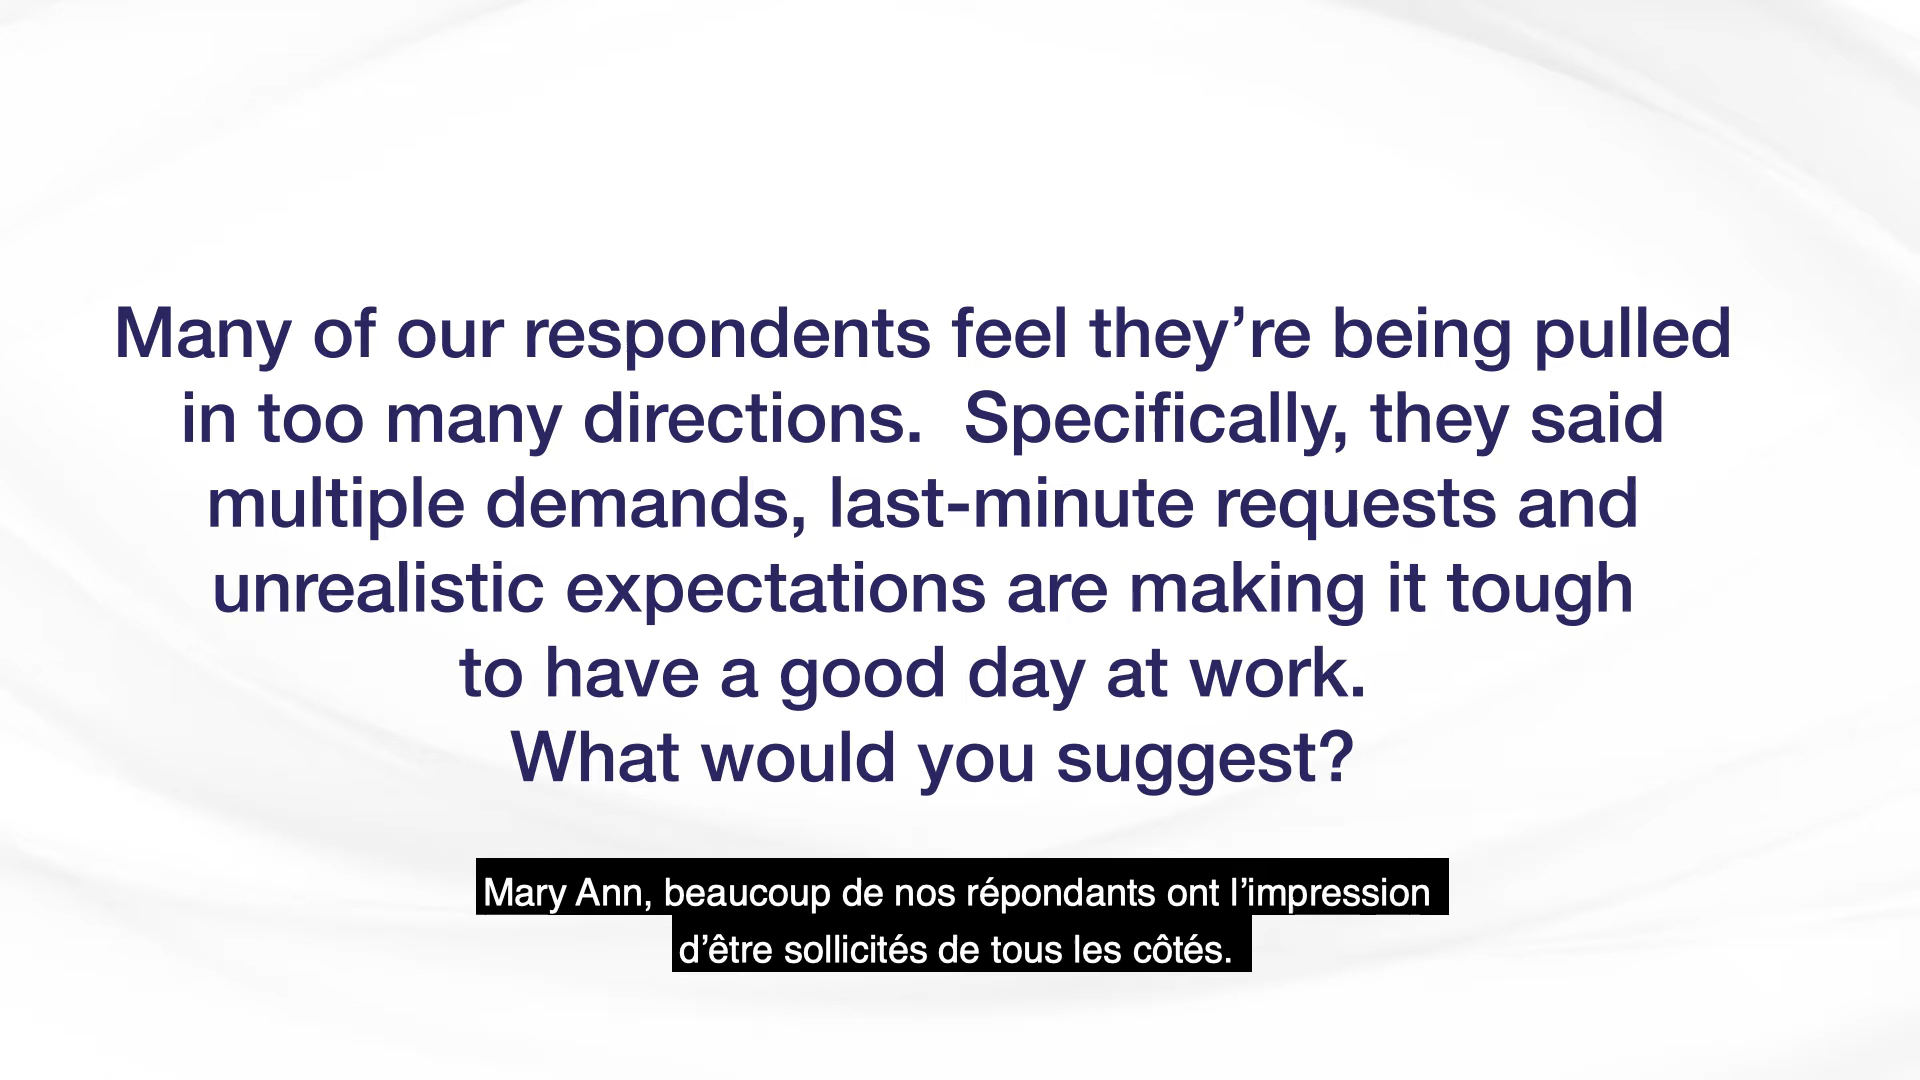 Many of our respondents feel they’re being pulled
in too many directions.  Specifically, they said
multiple demands, last-minute requests and
unrealistic expectations are making it tough
to have a good day at work.
What would you suggest?
Mary Ann, beaucoup de nos répondants ont l’impression
d’être sollicités de tous les côtés.